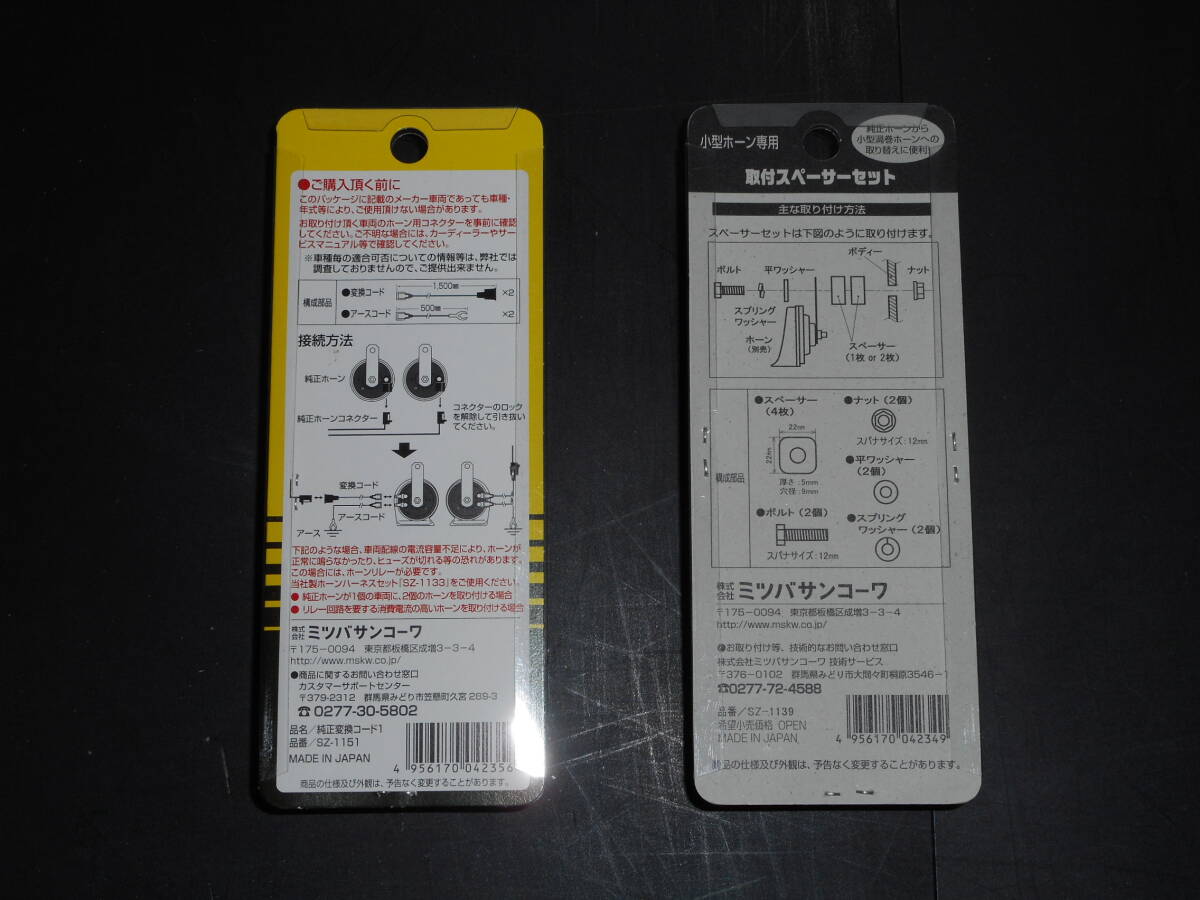 ●ご購入頂く前に
このパッケージに記載のメーカー車両であっても車種・
年式等により、ご使用頂けない場合があります。
お取り付け頂く車両のホーン用コネクターを事前に確認
してください。ご不明な場合には、カーディーラーやサー
ビスマニュアル等で確認してください。
※車種毎の適合可否についての情報等は、弊社では
調査しておりませんので、ご提供出来ません。
構成部品
●変換コード
1,500㎜
×2
●アースコード
500㎜
×2
接続方法
純正ホーン
純正ホーンコネクター
コネクターのロック
を解除して引き抜い
てください。
変換コード
アースコード
アース
下記のような場合、車両配線の電流容量不足により、ホーンが
正常に鳴らなかったり、ヒューズが切れる等の恐れがあります。
この場合には、ホーンリレーが必要です。
当社製ホーンハーネスセット「SZ-1133」をご使用ください。
● 純正ホーンが1個の車両に、2個のホーンを取り付ける場合
● リレー回路を要する消費電流の高いホーンを取り付ける場合
株式会社ミツバサンコーワ
〒175-0094 東京都板橋区成増3-3-4
http://www.mskw.co.jp/
●商品に関するお問い合わせ窓口
カスタマーサポートセンター
〒379-2312 群馬県みどり市笠懸町久宮 289-3
☎0277-30-5802
品名/純正変換コード1
品番/SZ-1151
MADE IN JAPAN
4 956170 042356
商品の仕様及び外観は、予告なく変更することがあります。
小型ホーン専用
純正ホーンから
小型渦巻ホーンへの
取り替えに便利!
取付スペーサーセット
主な取り付け方法
スペーサーセットは下図のように取り付けます。
ボディー
ボルト
平ワッシャー
ナット
スプリング
ワッシャー
ホーン
(別売)
スペーサー
(1枚 or 2枚)
構成部品
●スペーサー
(4枚)
22㎜
22㎜
厚さ:5mm
穴径:9mm
●ナット(2個)
スパナサイズ:12mm
●平ワッシャー
(2個)
●ボルト(2個)
スパナサイズ:12mm
●スプリング
ワッシャー(2個)
株式会社ミツバサンコーワ
〒175-0094 東京都板橋区成増3-3-4
http://www.mskw.co.jp/
●お取り付け等、技術的なお問い合わせ窓口
株式会社ミツバサンコーワ 技術サービス
〒376-0102 群馬県みどり市大間々町桐原3546-1
☎0277-72-4588
品番/SZ-1139
希望小売価格 OPEN
MADE IN JAPAN
4 956170 042349
商品の仕様及び外観は、予告なく変更することがあります。